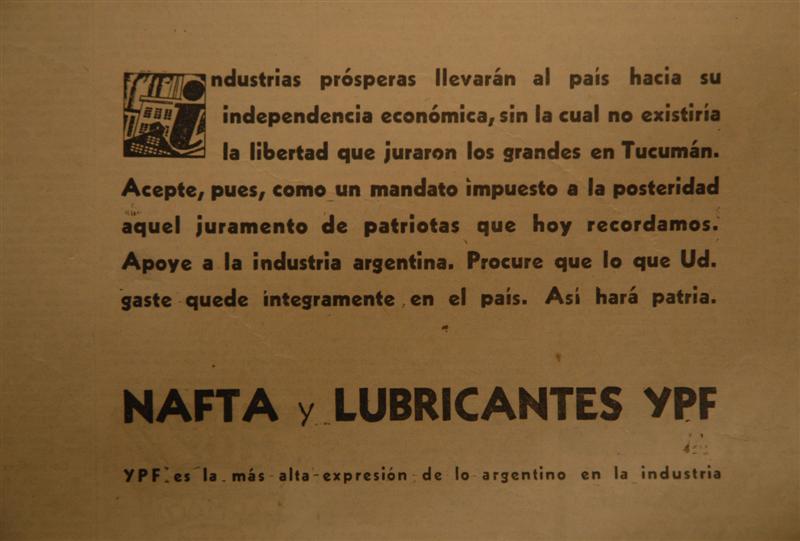 Industrias prósperas llevarán al país hacia su
independencia económica, sin la cual no existiría
la libertad que juraron los grandes en Tucumán.
Acepte, pues, como un mandato impuesto a la posteridad
aquel juramento de patriotas que hoy recordamos.
Apoye a la industria argentina. Procure que lo que Ud.
gaste quede íntegramente en el país. Así hará patria.
NAFTA y LUBRICANTES YPF
YPF es la más alta expresión de lo argentino en la industria